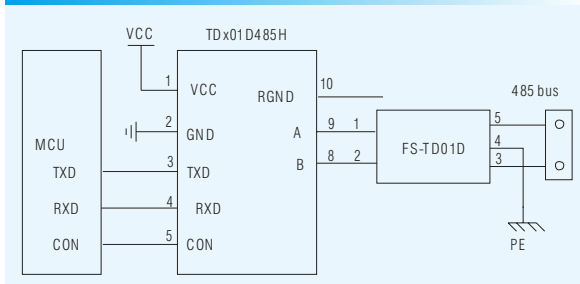 VCC TDx01D485H
1 VCC
10
RGND
485 bus
2 GND
9 1
5
A
MCU
FS-TD01D
4
8 2
3
B
TXD 3 TXD
RXD 4 RXD
CON 5 CON
PE